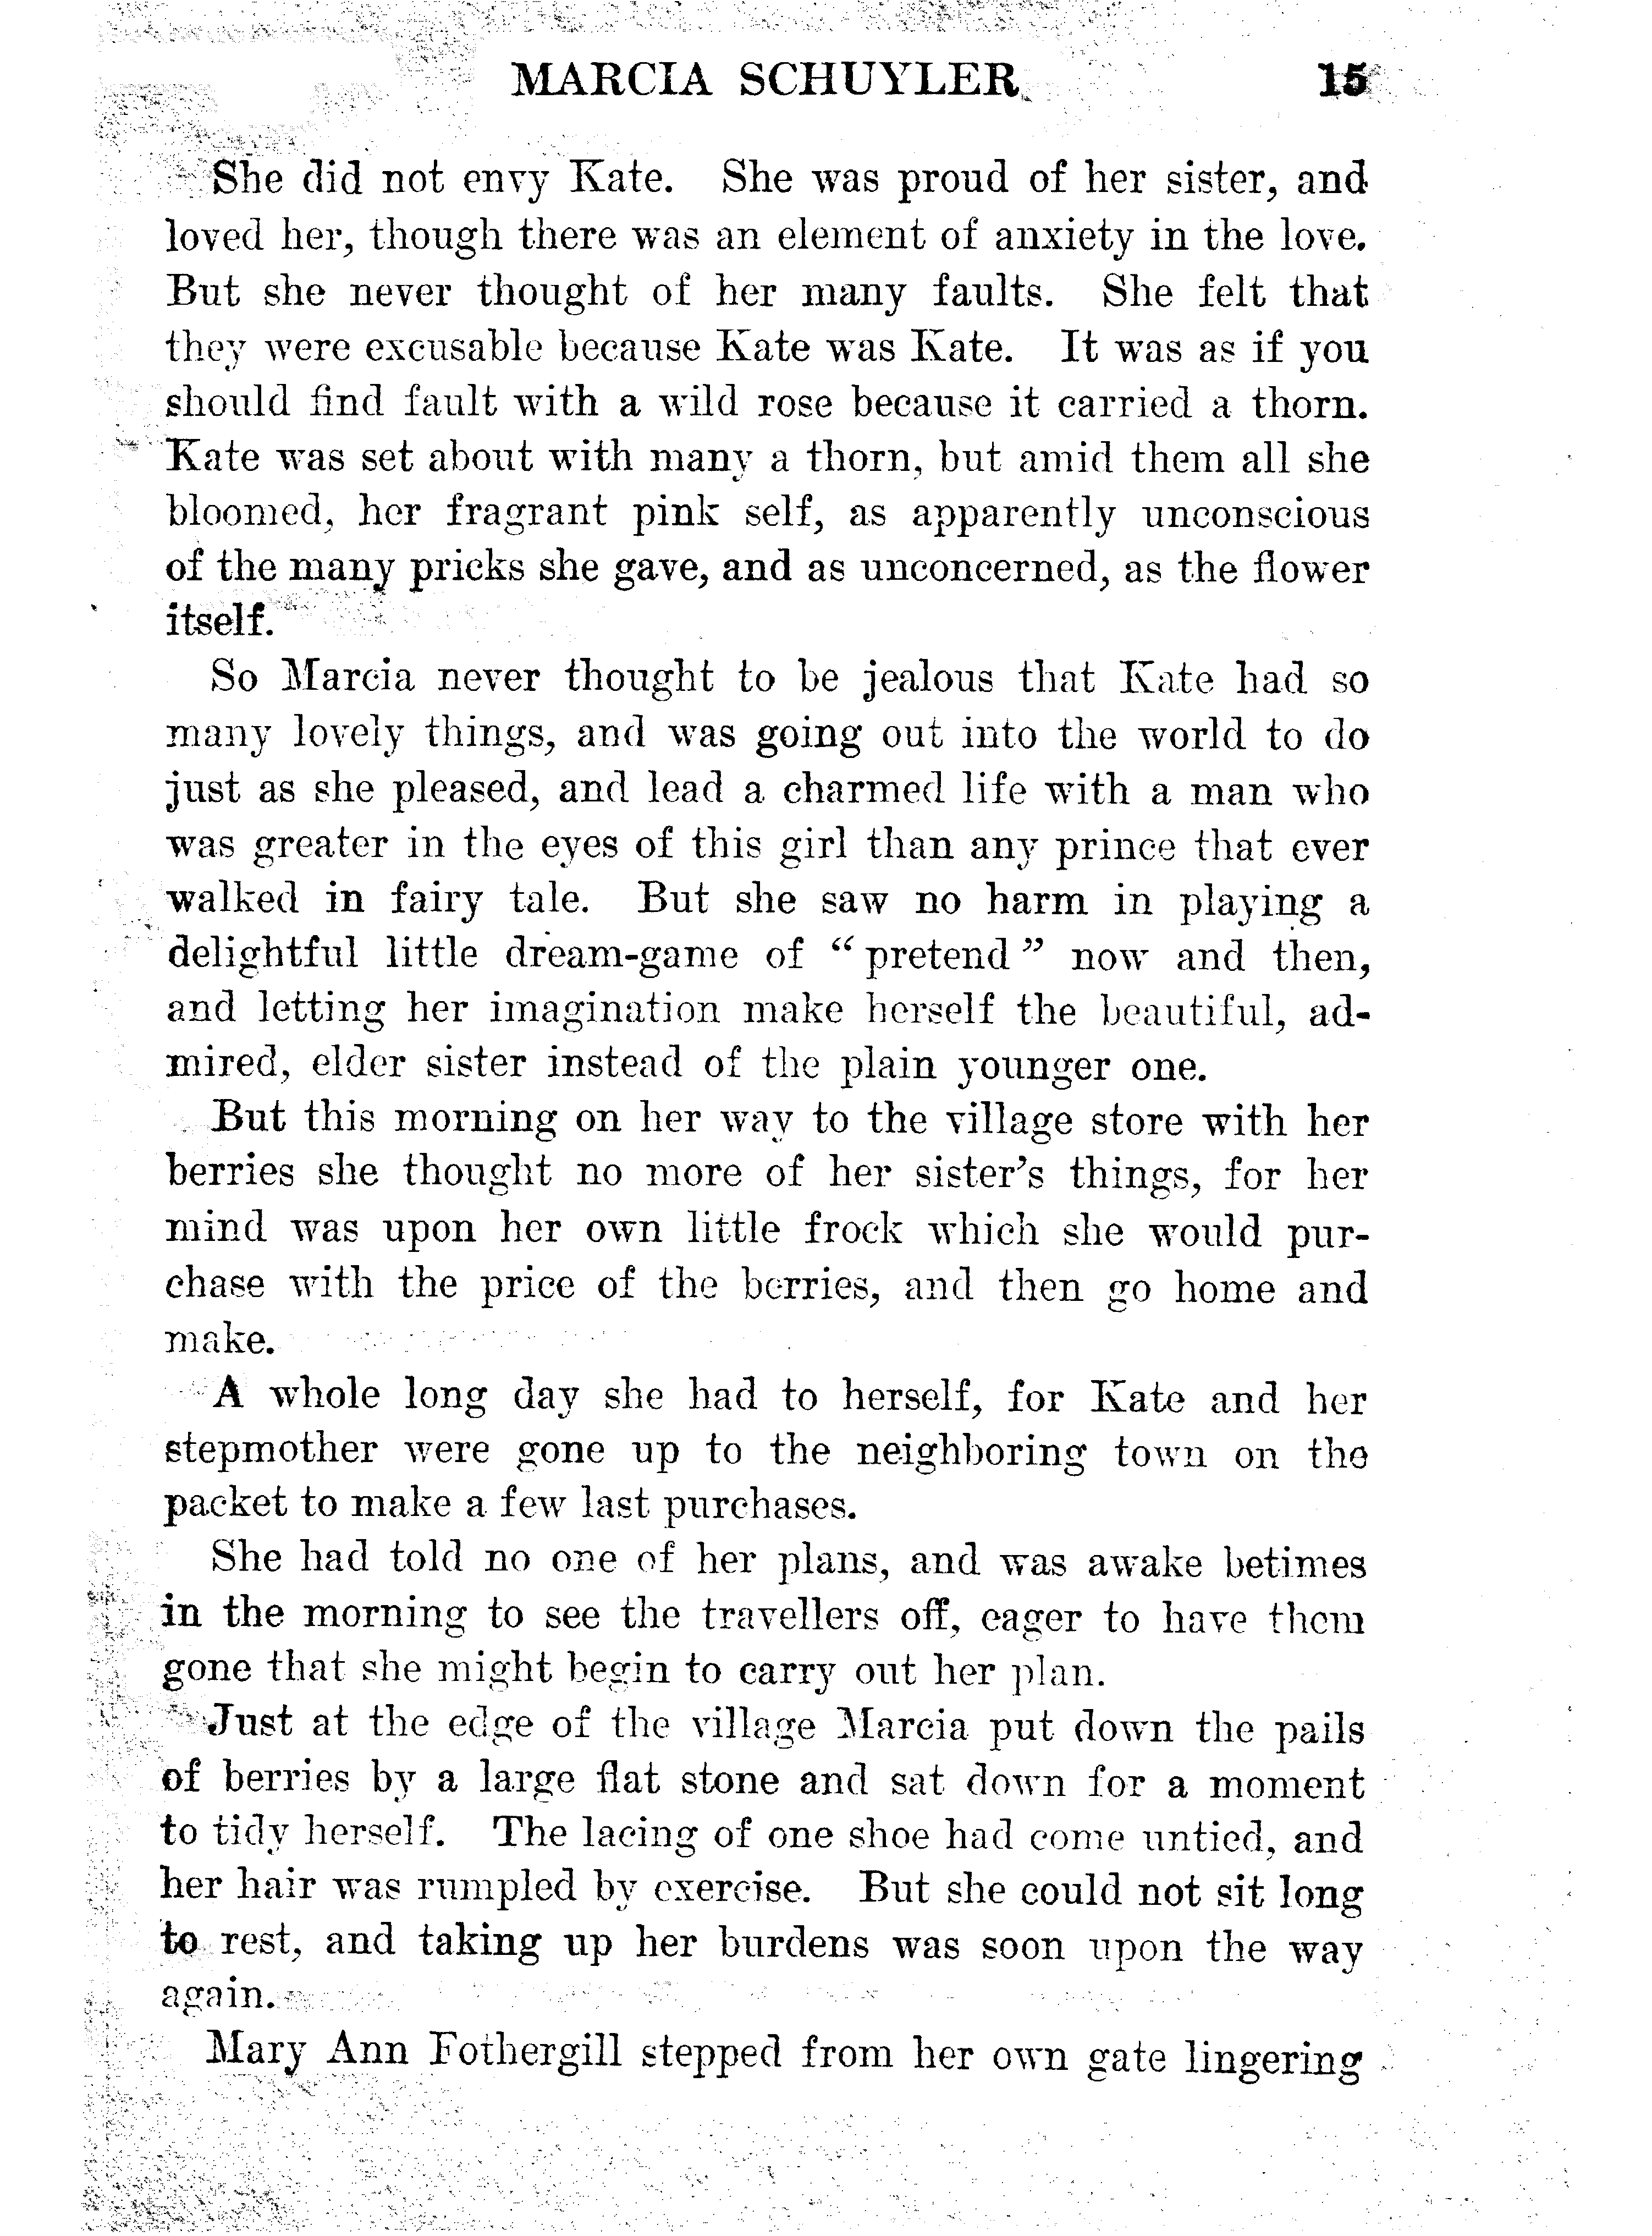 MARCIA SCHUYLER 15
She did not envy Kate. She was proud of her sister, and
loved her, though there was an element of anxiety in the love.
But she never thought of her many faults. She felt that
they were excusable because Kate was Kate. It was as if you
should find fault with a wild rose because it carried a thorn.
Kate was set about with many a thorn, but amid them all she
bloomed, her fragrant pink self, as apparently unconscious
of the many pricks she gave, and as unconcerned, as the flower
itself.
So Marcia never thought to be jealous that Kate had so
many lovely things, and was going out into the world to do
just as she pleased, and lead a charmed life with a man who
was greater in the eyes of this girl than any prince that ever
walked in fairy tale. But she saw no harm in playing a
delightful little dream-game of “pretend” now and then,
and letting her imagination make herself the beautiful, ad-
mired, elder sister instead of the plain younger one.
But this morning on her way to the village store with her
berries she thought no more of her sister’s things, for her
mind was upon her own little frock which she would pur-
chase with the price of the berries, and then go home and
make.
A whole long day she had to herself, for Kate and her
stepmother were gone up to the neighboring town on the
packet to make a few last purchases.
She had told no one of her plans, and was awake betimes
in the morning to see the travellers off, eager to have them
gone that she might begin to carry out her plan.
Just at the edge of the village Marcia put down the pails
of berries by a large flat stone and sat down for a moment
to tidy herself. The lacing of one shoe had come untied, and
her hair was rumpled by exercise. But she could not sit long
to rest, and taking up her burdens was soon upon the way
again.
Mary Ann Fothergill stepped from her own gate lingering